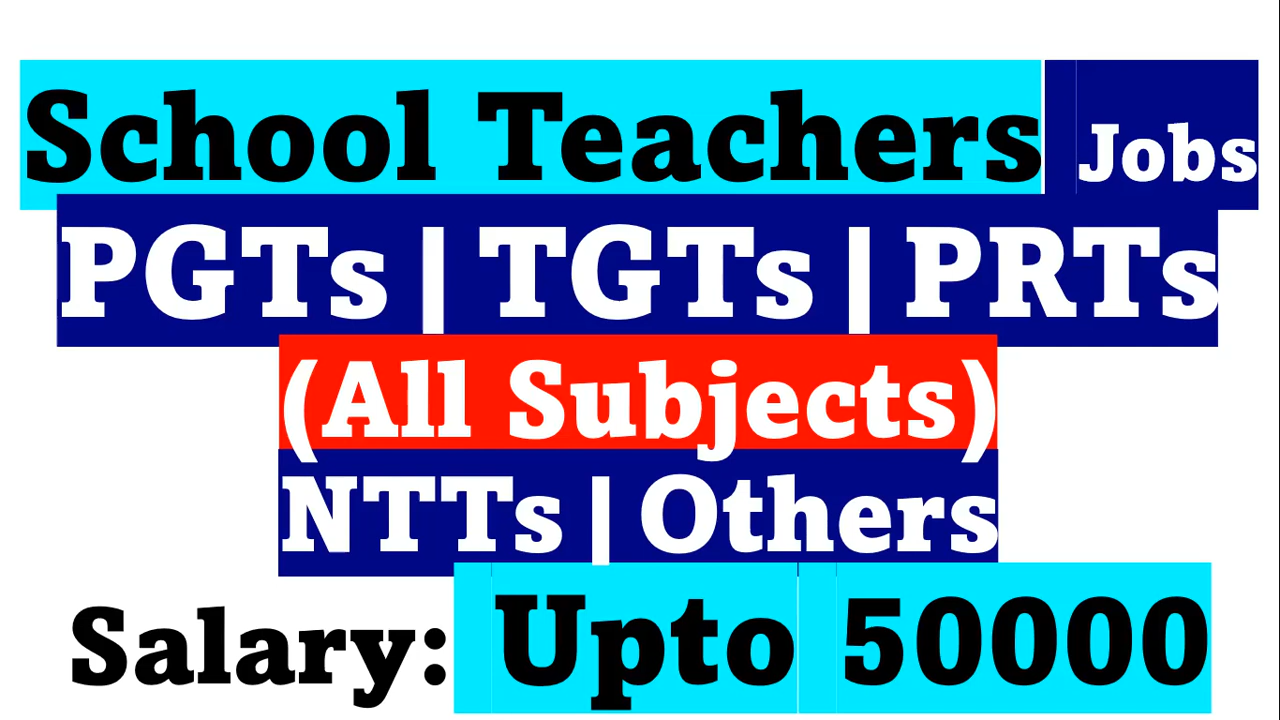 School Teachers Jobs
PGTs | TGTs | PRTs
(All Subjects)
NTTs | Others
Salary: Upto 50000